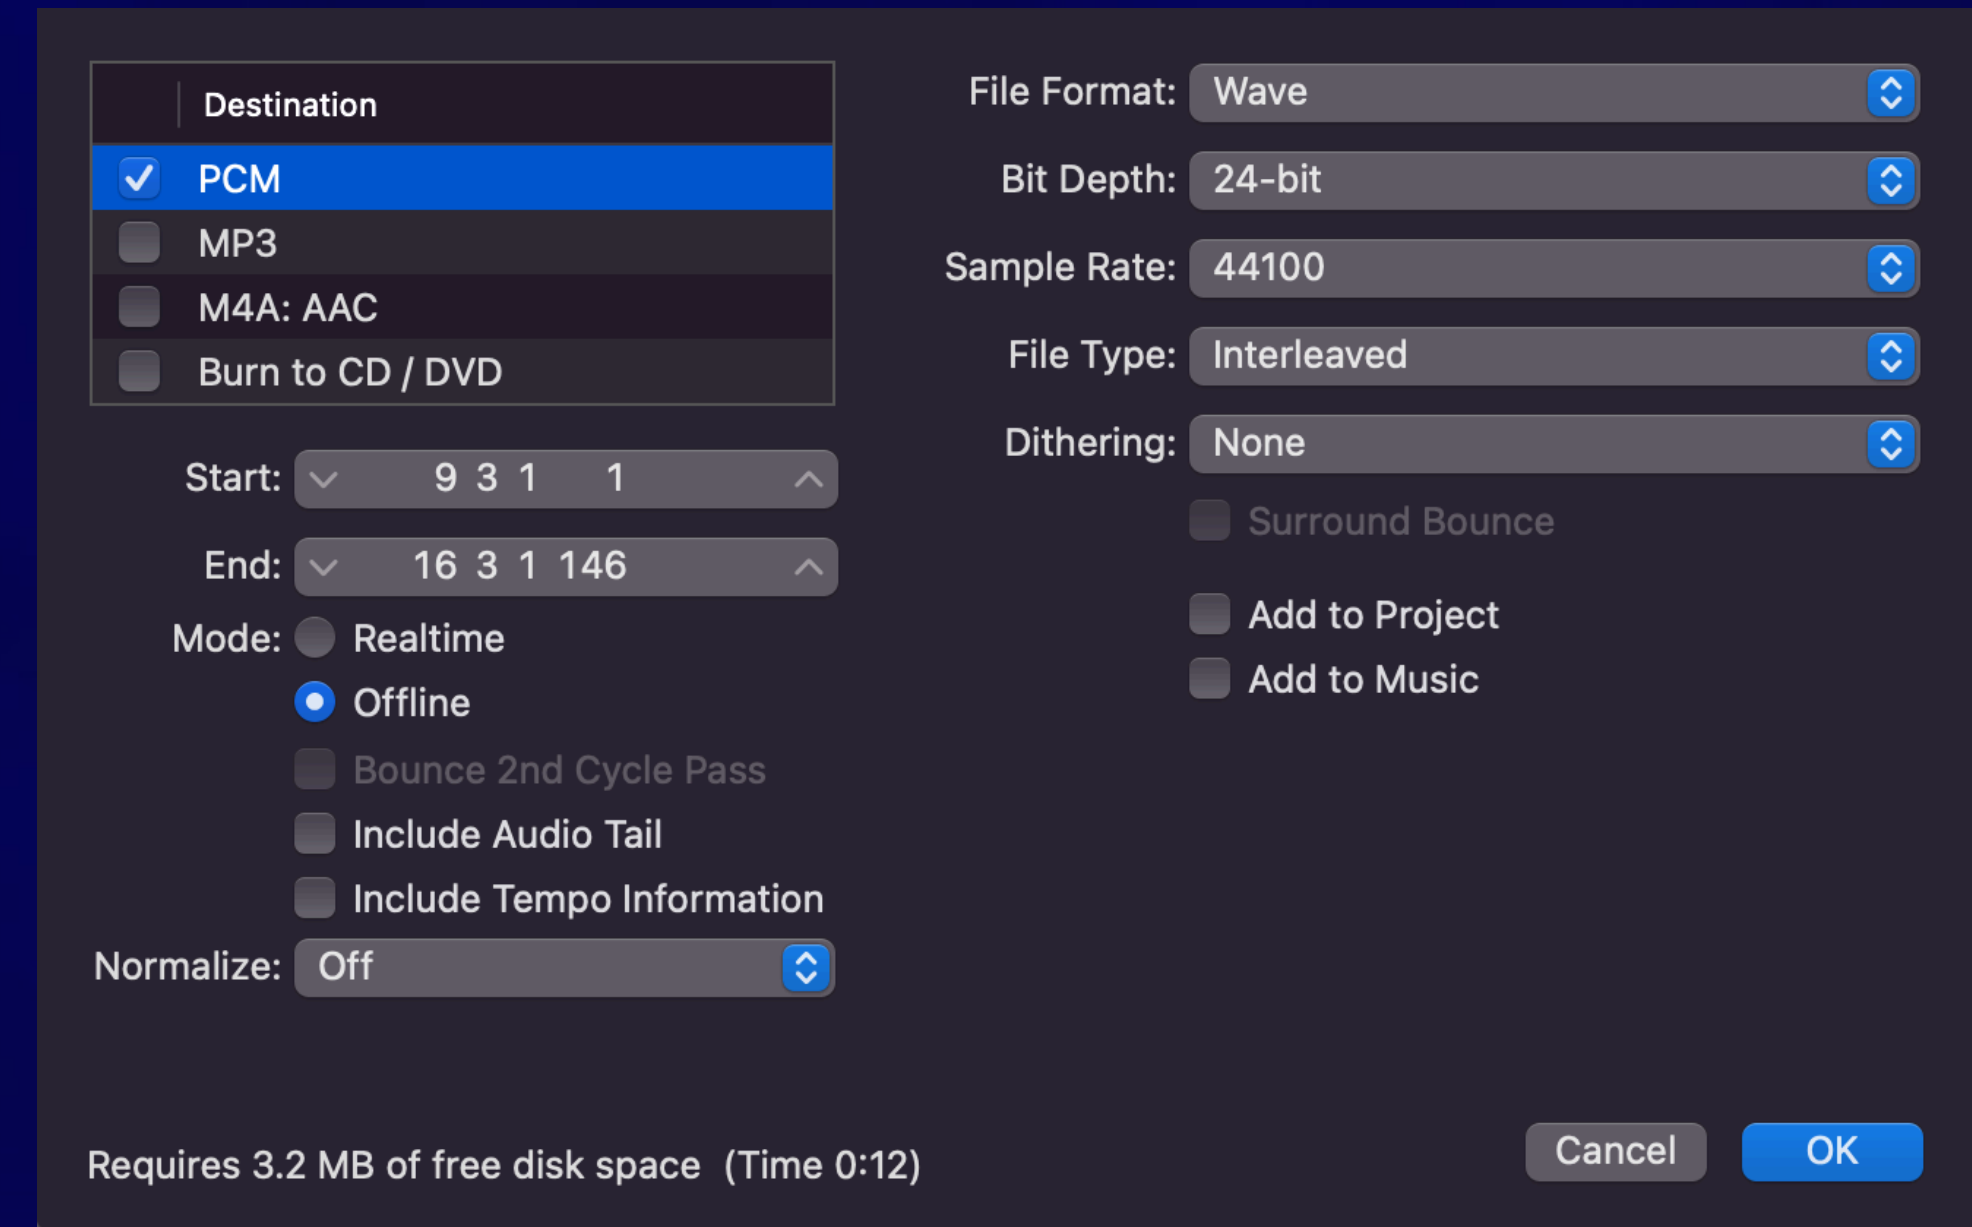 Destination
PCM
MP3
M4A: AAC
Burn to CD / DVD
Start: 9 3 1 1
End: 16 3 1 146
Mode: Realtime
Offline
Bounce 2nd Cycle Pass
Include Audio Tail
Include Tempo Information
Normalize: Off
File Format: Wave
Bit Depth: 24-bit
Sample Rate: 44100
File Type: Interleaved
Dithering: None
Surround Bounce
Add to Project
Add to Music
Requires 3.2 MB of free disk space (Time 0:12)
Cancel
OK